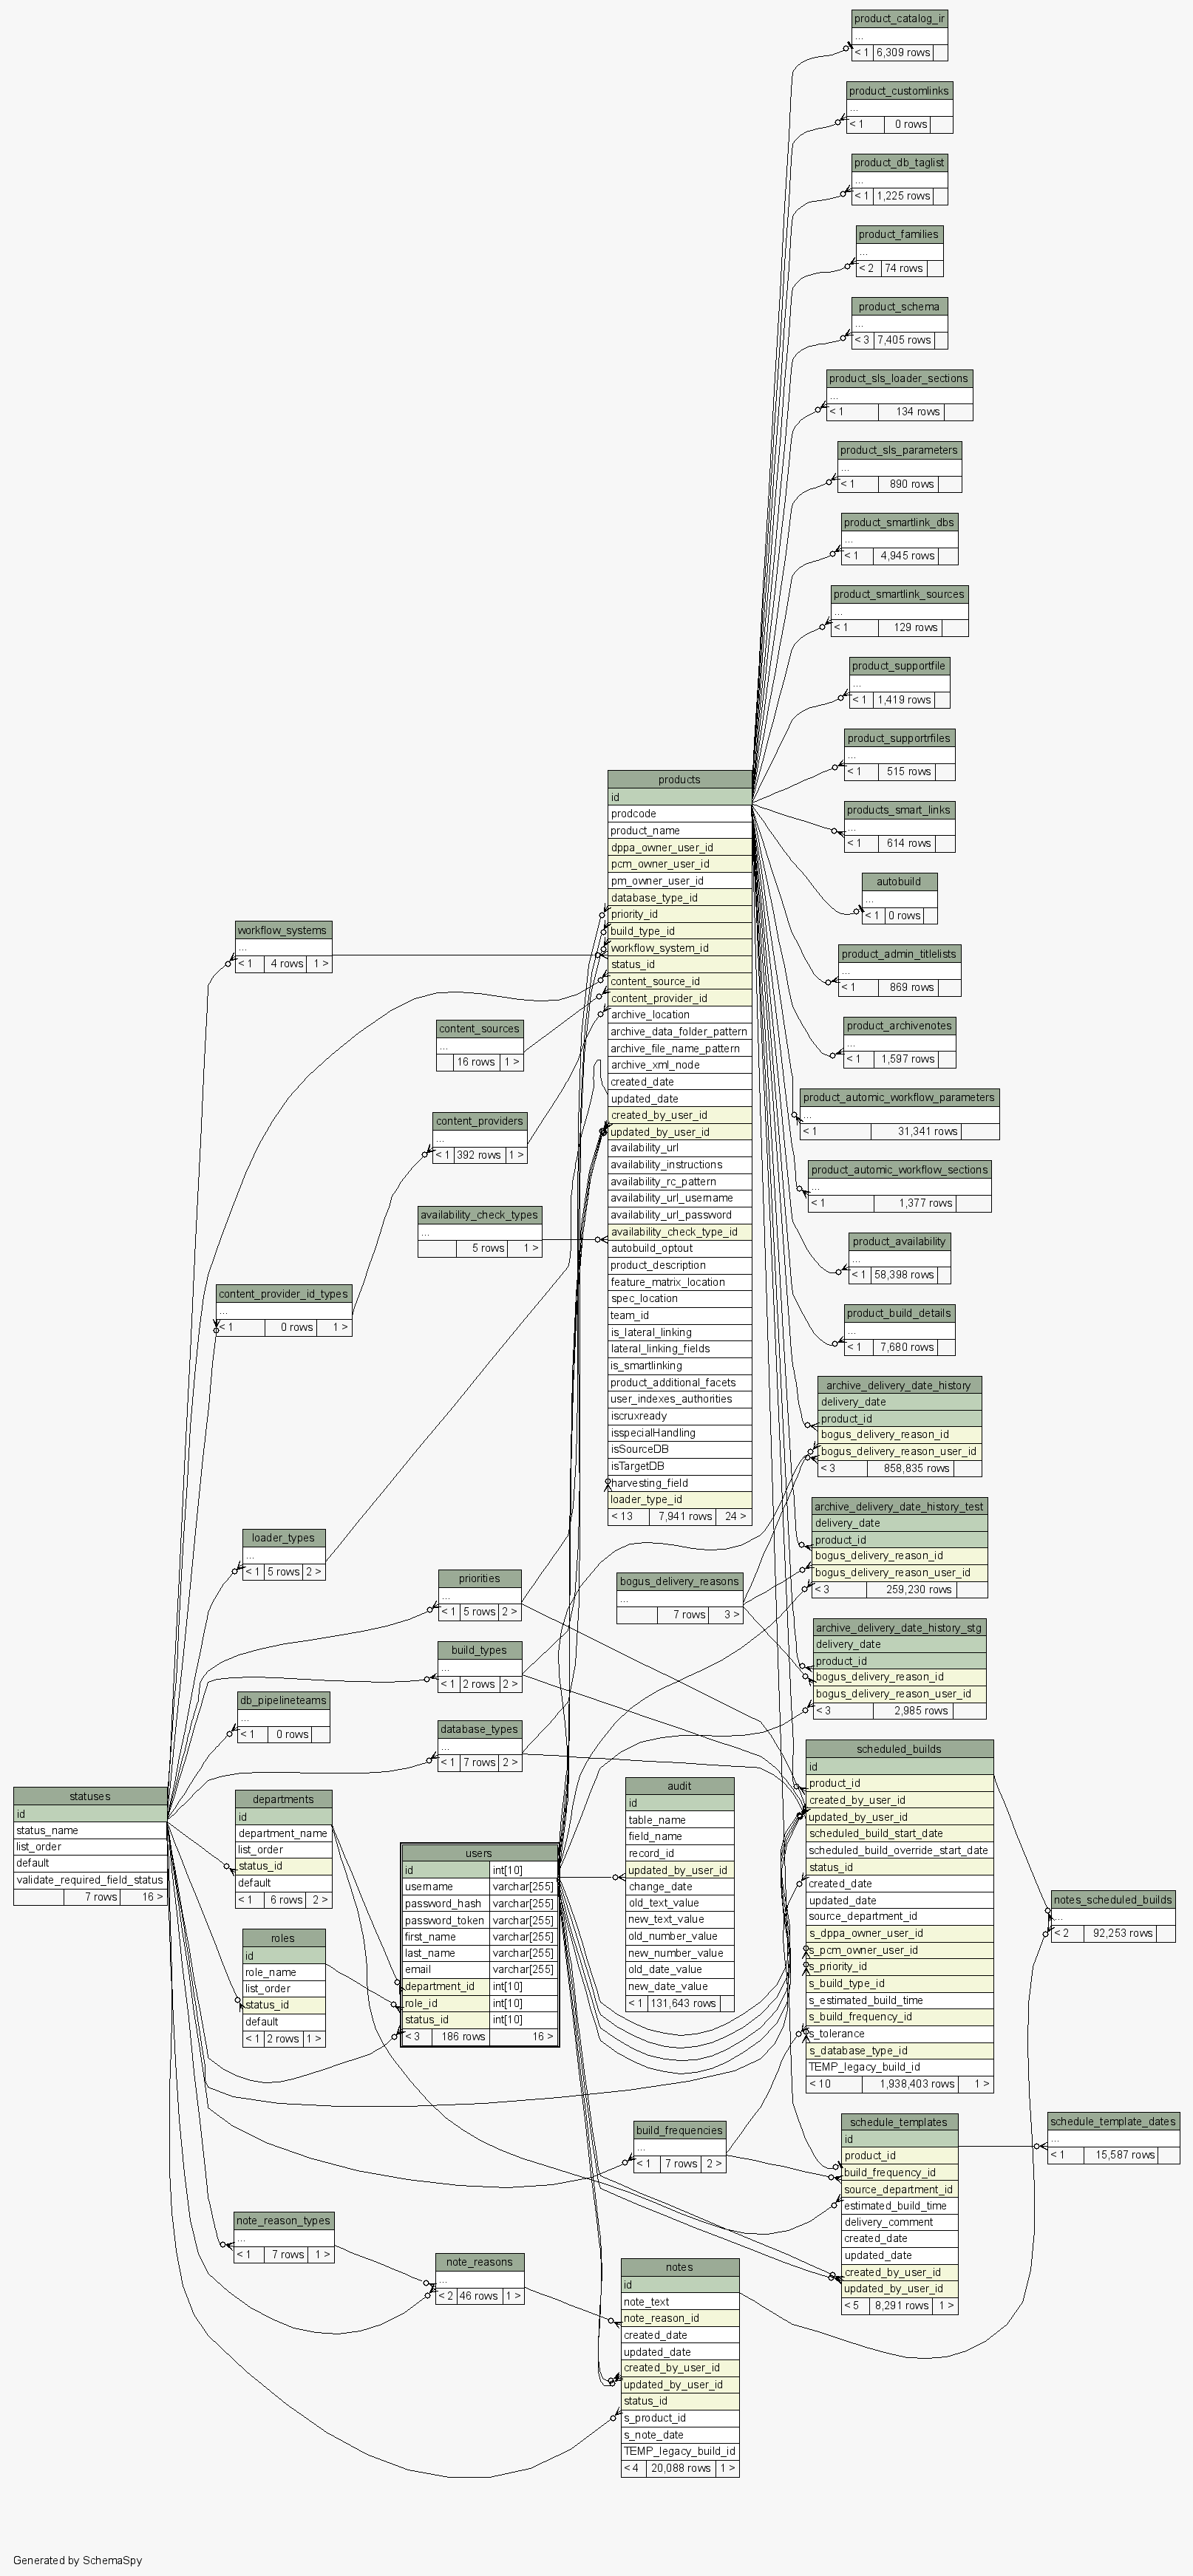 product_catalog_ir
...
< 1 6,309 rows
product_customlinks
...
< 1 0 rows
product_db_taglist
...
< 1 1,225 rows
product_families
...
< 2 74 rows
product_schema
...
< 3 7,405 rows
product_sls_loader_sections
...
< 1 134 rows
product_sls_parameters
...
< 1 890 rows
product_smartlink_dbs
...
< 1 4,945 rows
product_smartlink_sources
...
< 1 129 rows
product_supportfile
...
< 1 1,419 rows
product_supportrfiles
...
< 1 515 rows
products_smart_links
...
< 1 614 rows
autobuild
...
< 1 0 rows
product_admin_titlelists
...
< 1 869 rows
product_archivenotes
...
< 1 1,597 rows
product_automic_workflow_parameters
...
< 1 31,341 rows
product_automic_workflow_sections
...
< 1 1,377 rows
product_availability
...
< 1 58,398 rows
product_build_details
...
< 1 7,680 rows
products
id
prodcode
product_name
dppa_owner_user_id
pcm_owner_user_id
pm_owner_user_id
database_type_id
priority_id
build_type_id
workflow_system_id
status_id
content_source_id
content_provider_id
archive_location
archive_data_folder_pattern
archive_file_name_pattern
archive_xml_node
created_date
updated_date
created_by_user_id
updated_by_user_id
availability_url
availability_instructions
availability_rc_pattern
availability_url_username
availability_url_password
availability_check_type_id
autobuild_optout
product_description
feature_matrix_location
spec_location
team_id
is_lateral_linking
lateral_linking_fields
is_smartlinking
product_additional_facets
user_indexes_authorities
iscruxready
isspecialHandling
isSourceDB
isTargetDB
harvesting_field
loader_type_id
< 13 7,941 rows 24 >
workflow_systems
...
< 1 4 rows 1 >
content_sources
...
16 rows 1 >
content_providers
...
< 1 392 rows 1 >
availability_check_types
...
5 rows 1 >
content_provider_id_types
...
< 1 0 rows 1 >
archive_delivery_date_history
delivery_date
product_id
bogus_delivery_reason_id
bogus_delivery_reason_user_id
< 3 858,835 rows
archive_delivery_date_history_test
delivery_date
product_id
bogus_delivery_reason_id
bogus_delivery_reason_user_id
< 3 259,230 rows
loader_types
...
< 1 5 rows 2 >
priorities
...
< 1 5 rows 2 >
bogus_delivery_reasons
...
7 rows 3 >
archive_delivery_date_history_stg
delivery_date
product_id
bogus_delivery_reason_id
bogus_delivery_reason_user_id
< 3 2,985 rows
build_types
...
< 1 2 rows 2 >
db_pipelineteams
...
< 1 0 rows
database_types
...
< 1 7 rows 2 >
statuses
id
status_name
list_order
default
validate_required_field_status
7 rows 16 >
departments
id
department_name
list_order
status_id
default
< 1 6 rows 2 >
roles
id
role_name
list_order
status_id
default
< 1 2 rows 1 >
users
id int[10]
username varchar[255]
password_hash varchar[255]
password_token varchar[255]
first_name varchar[255]
last_name varchar[255]
email varchar[255]
department_id int[10]
role_id int[10]
status_id int[10]
< 3 186 rows 16 >
audit
id
table_name
field_name
record_id
updated_by_user_id
change_date
old_text_value
new_text_value
old_number_value
new_number_value
old_date_value
new_date_value
< 1 131,643 rows
scheduled_builds
id
product_id
created_by_user_id
updated_by_user_id
scheduled_build_start_date
scheduled_build_override_start_date
status_id
created_date
updated_date
source_department_id
s_dppa_owner_user_id
s_pcm_owner_user_id
s_priority_id
s_build_type_id
s_estimated_build_time
s_build_frequency_id
s_tolerance
s_database_type_id
TEMP_legacy_build_id
< 10 1,938,403 rows 1 >
notes_scheduled_builds
...
< 2 92,253 rows
build_frequencies
...
< 1 7 rows 2 >
schedule_templates
id
product_id
build_frequency_id
source_department_id
estimated_build_time
delivery_comment
created_date
updated_date
created_by_user_id
updated_by_user_id
< 5 8,291 rows 1 >
schedule_template_dates
...
< 1 15,587 rows
note_reason_types
...
< 1 7 rows 1 >
note_reasons
...
< 2 46 rows 1 >
notes
id
note_text
note_reason_id
created_date
updated_date
created_by_user_id
updated_by_user_id
status_id
s_product_id
s_note_date
TEMP_legacy_build_id
< 4 20,088 rows 1 >
Generated by SchemaSpy